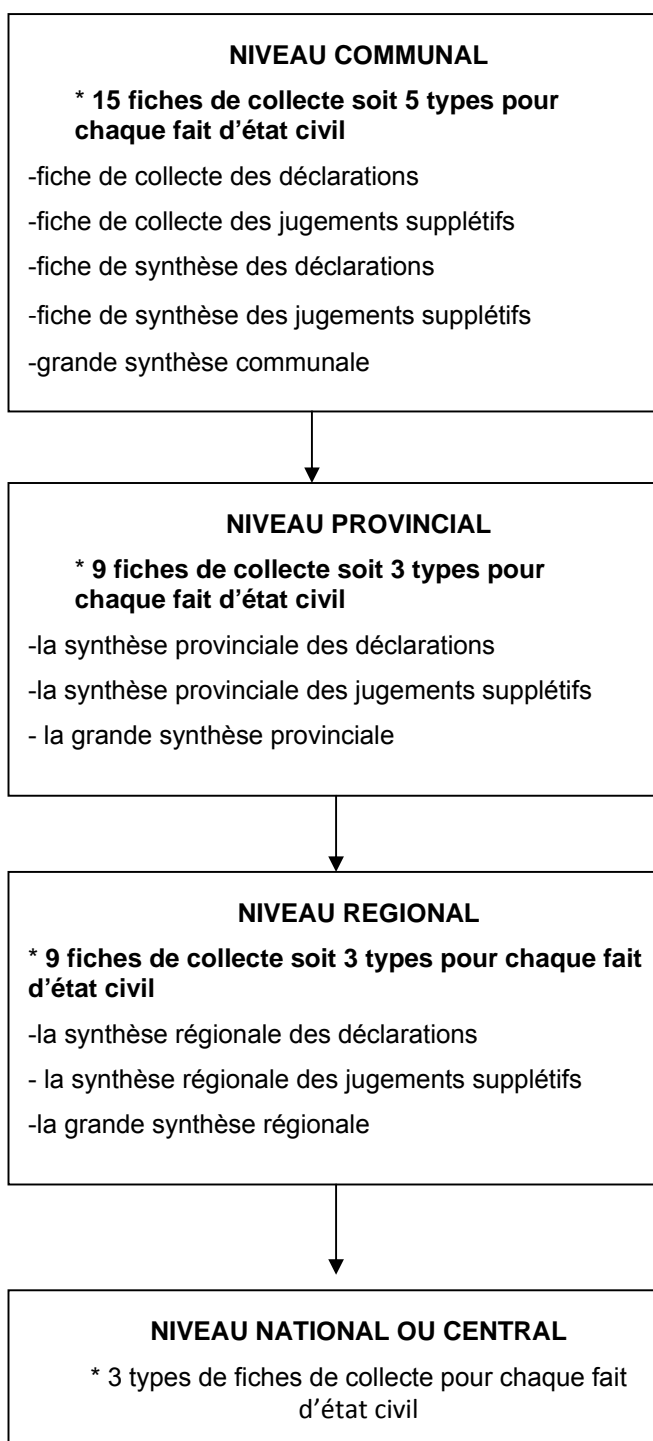 NIVEAU COMMUNAL
* 15 fiches de collecte soit 5 types pour
chaque fait d’état civil
-fiche de collecte des déclarations
-fiche de collecte des jugements supplétifs
-fiche de synthèse des déclarations
-fiche de synthèse des jugements supplétifs
-grande synthèse communale
NIVEAU PROVINCIAL
* 9 fiches de collecte soit 3 types pour
chaque fait d’état civil
-la synthèse provinciale des déclarations
-la synthèse provinciale des jugements supplétifs
- la grande synthèse provinciale
NIVEAU REGIONAL
* 9 fiches de collecte soit 3 types pour chaque fait
d’état civil
-la synthèse régionale des déclarations
- la synthèse régionale des jugements supplétifs
-la grande synthèse régionale
NIVEAU NATIONAL OU CENTRAL
* 3 types de fiches de collecte pour chaque fait
d’état civil